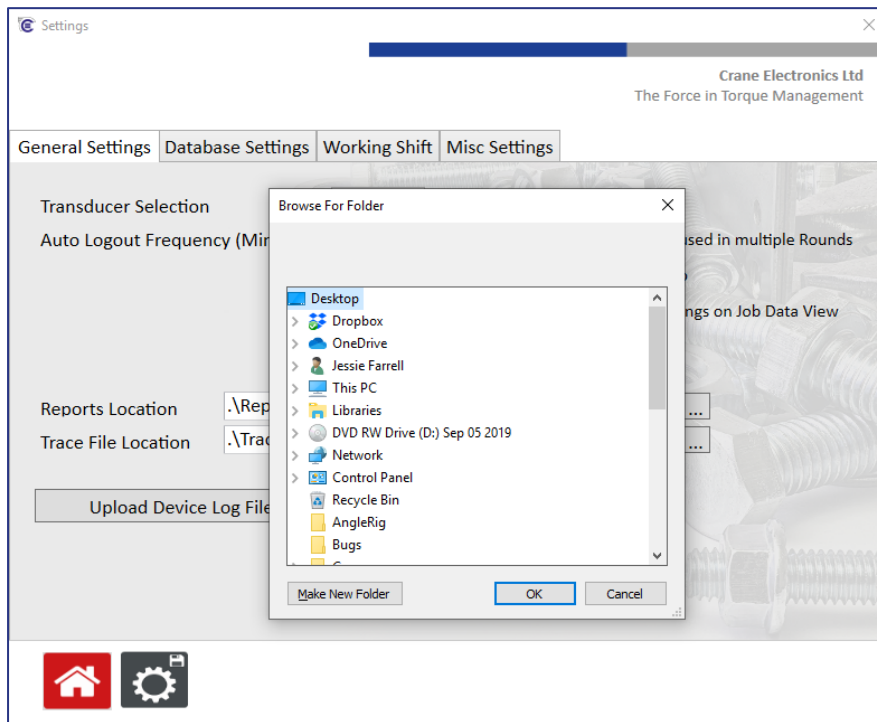 Settings
Crane Electronics Ltd
The Force in Torque Management
General Settings Database Settings Working Shift Misc Settings
Transducer Selection
Auto Logout Frequency (Min
used in multiple Rounds
ngs on Job Data View
Browse For Folder
Desktop
Dropbox
OneDrive
Jessie Farrell
This PC
Libraries
DVD RW Drive (D:) Sep 05 2019
Network
Control Panel
Recycle Bin
AngleRig
Bugs
Make New Folder OK Cancel
Reports Location .\Rep ...
Trace File Location .\Trac ...
Upload Device Log File